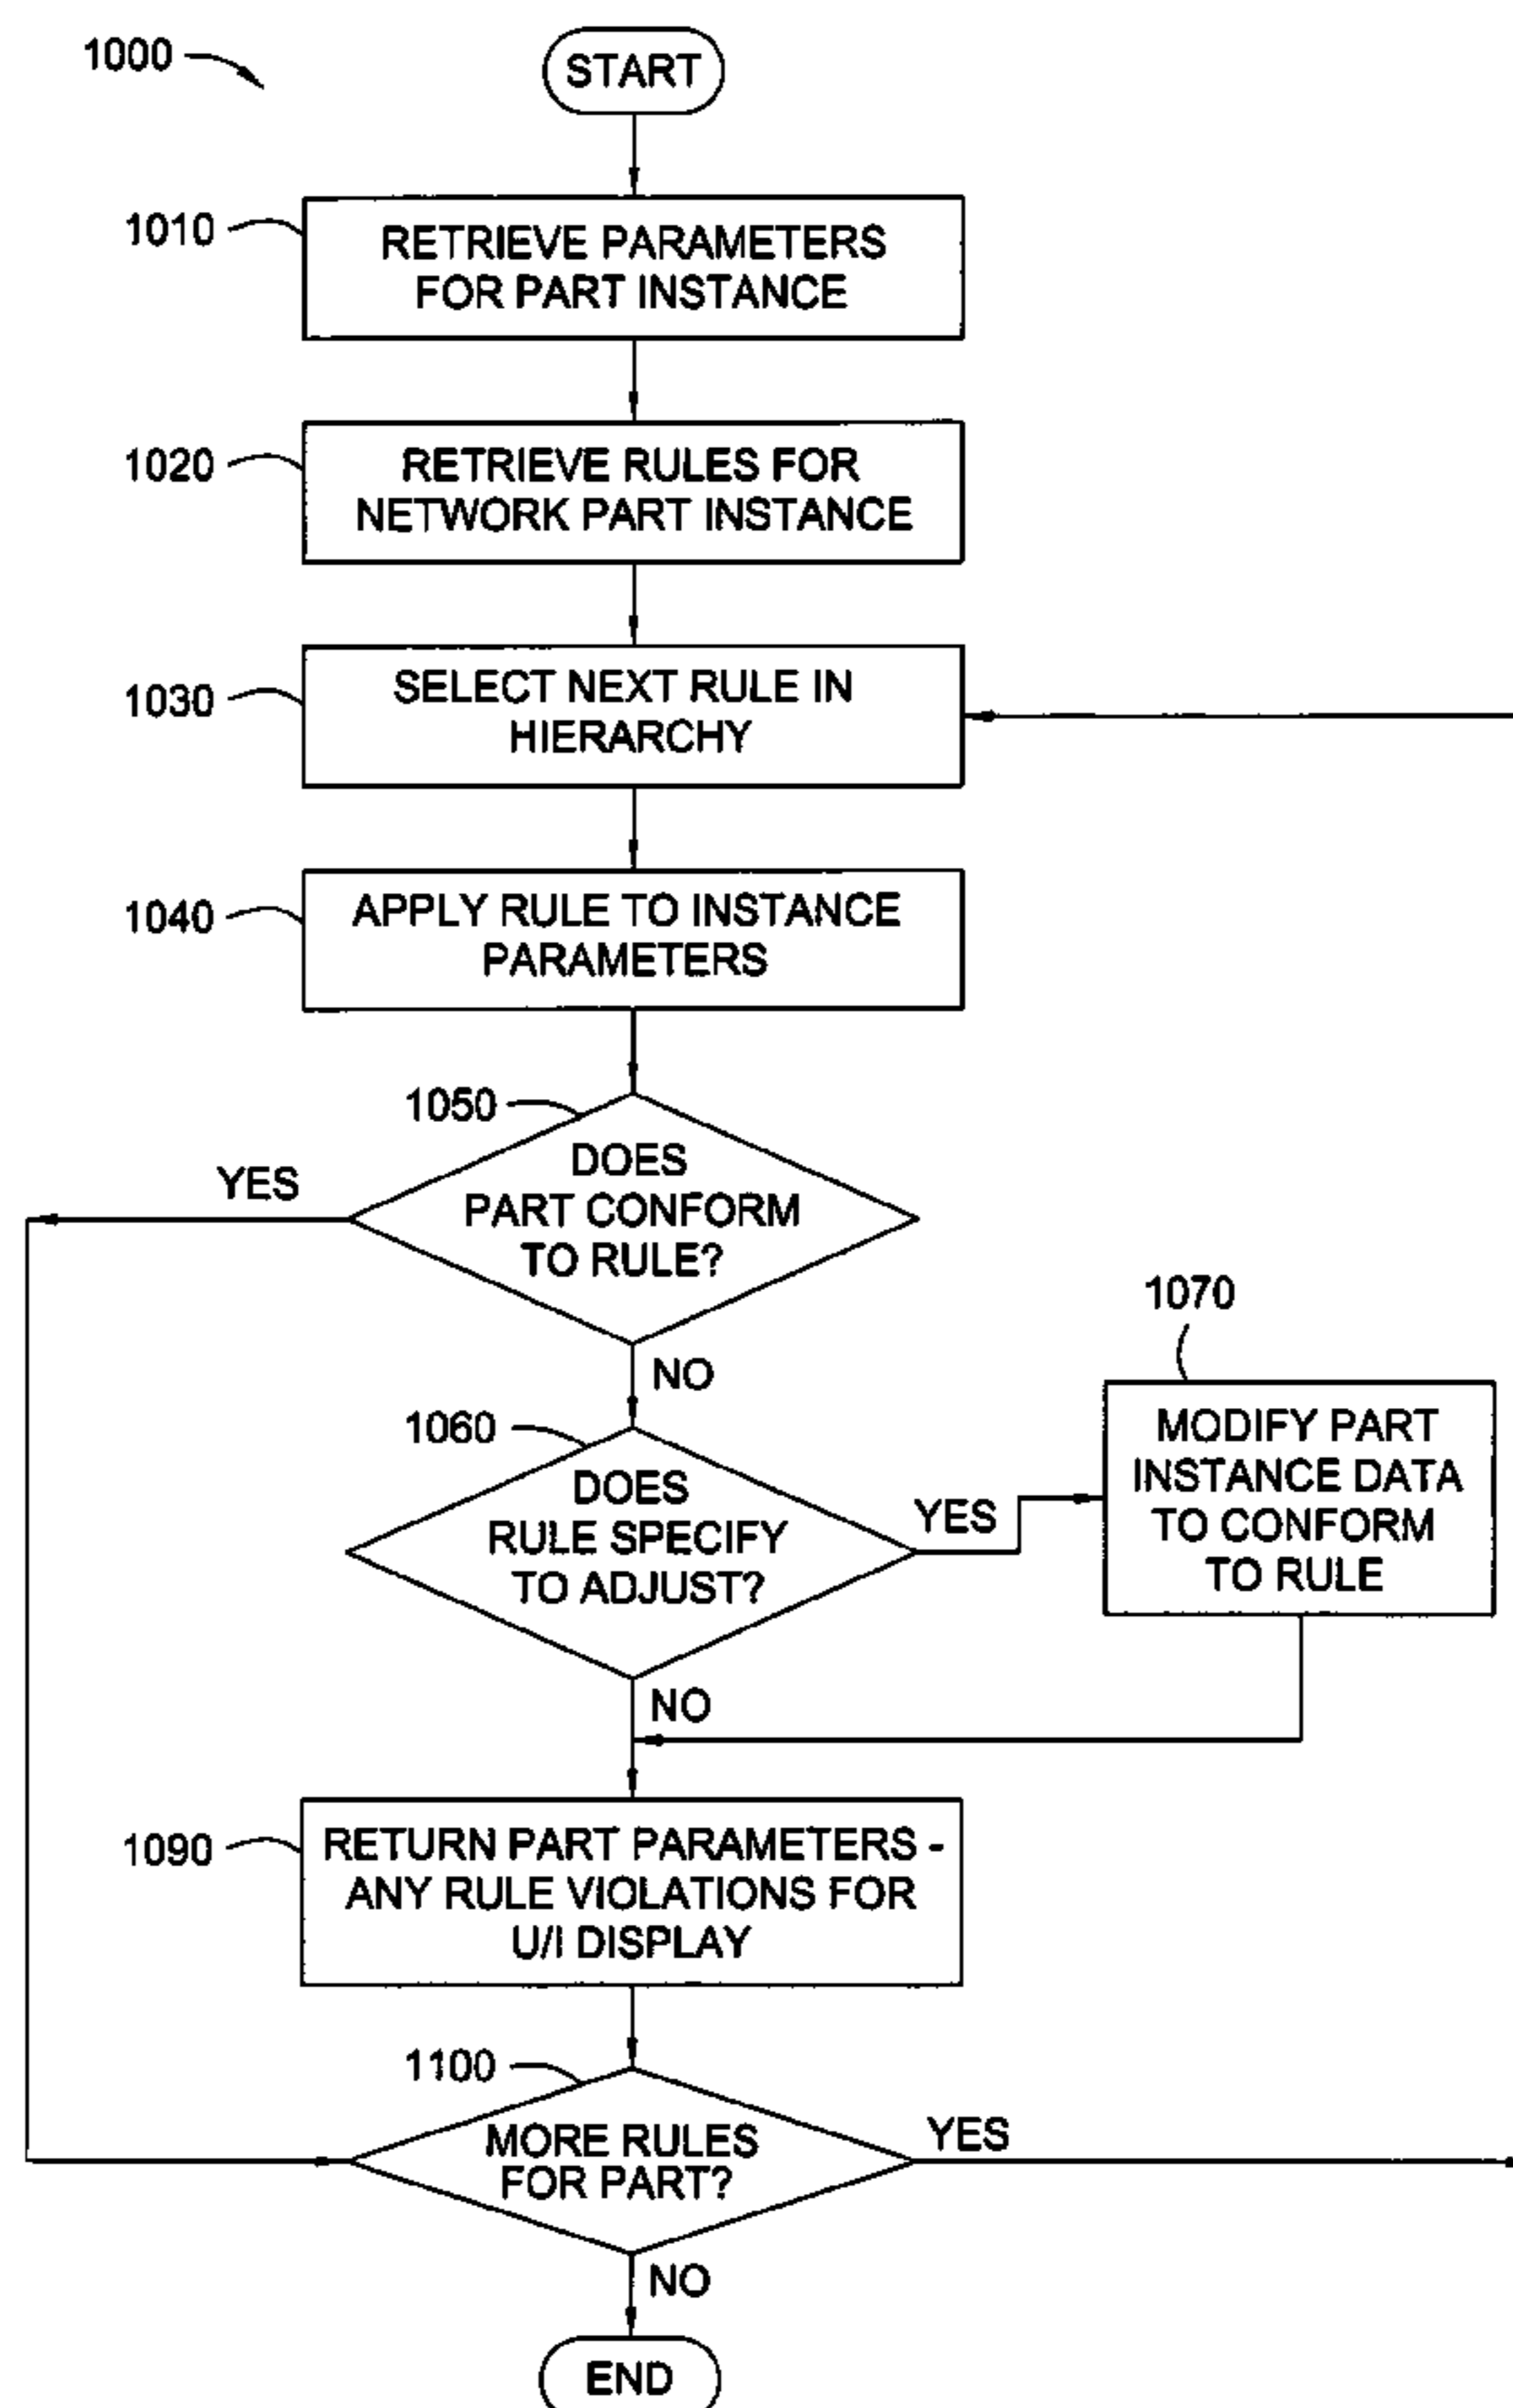 1000
START
1010
RETRIEVE PARAMETERS
FOR PART INSTANCE
1020
RETRIEVE RULES FOR
NETWORK PART INSTANCE
1030
SELECT NEXT RULE IN
HIERARCHY
1040
APPLY RULE TO INSTANCE
PARAMETERS
1050
DOES
PART CONFORM
TO RULE?
YES
NO
1060
DOES
RULE SPECIFY
TO ADJUST?
YES
1070
MODIFY PART
INSTANCE DATA
TO CONFORM
TO RULE
NO
1090
RETURN PART PARAMETERS -
ANY RULE VIOLATIONS FOR
U/I DISPLAY
1100
MORE RULES
FOR PART?
YES
NO
END